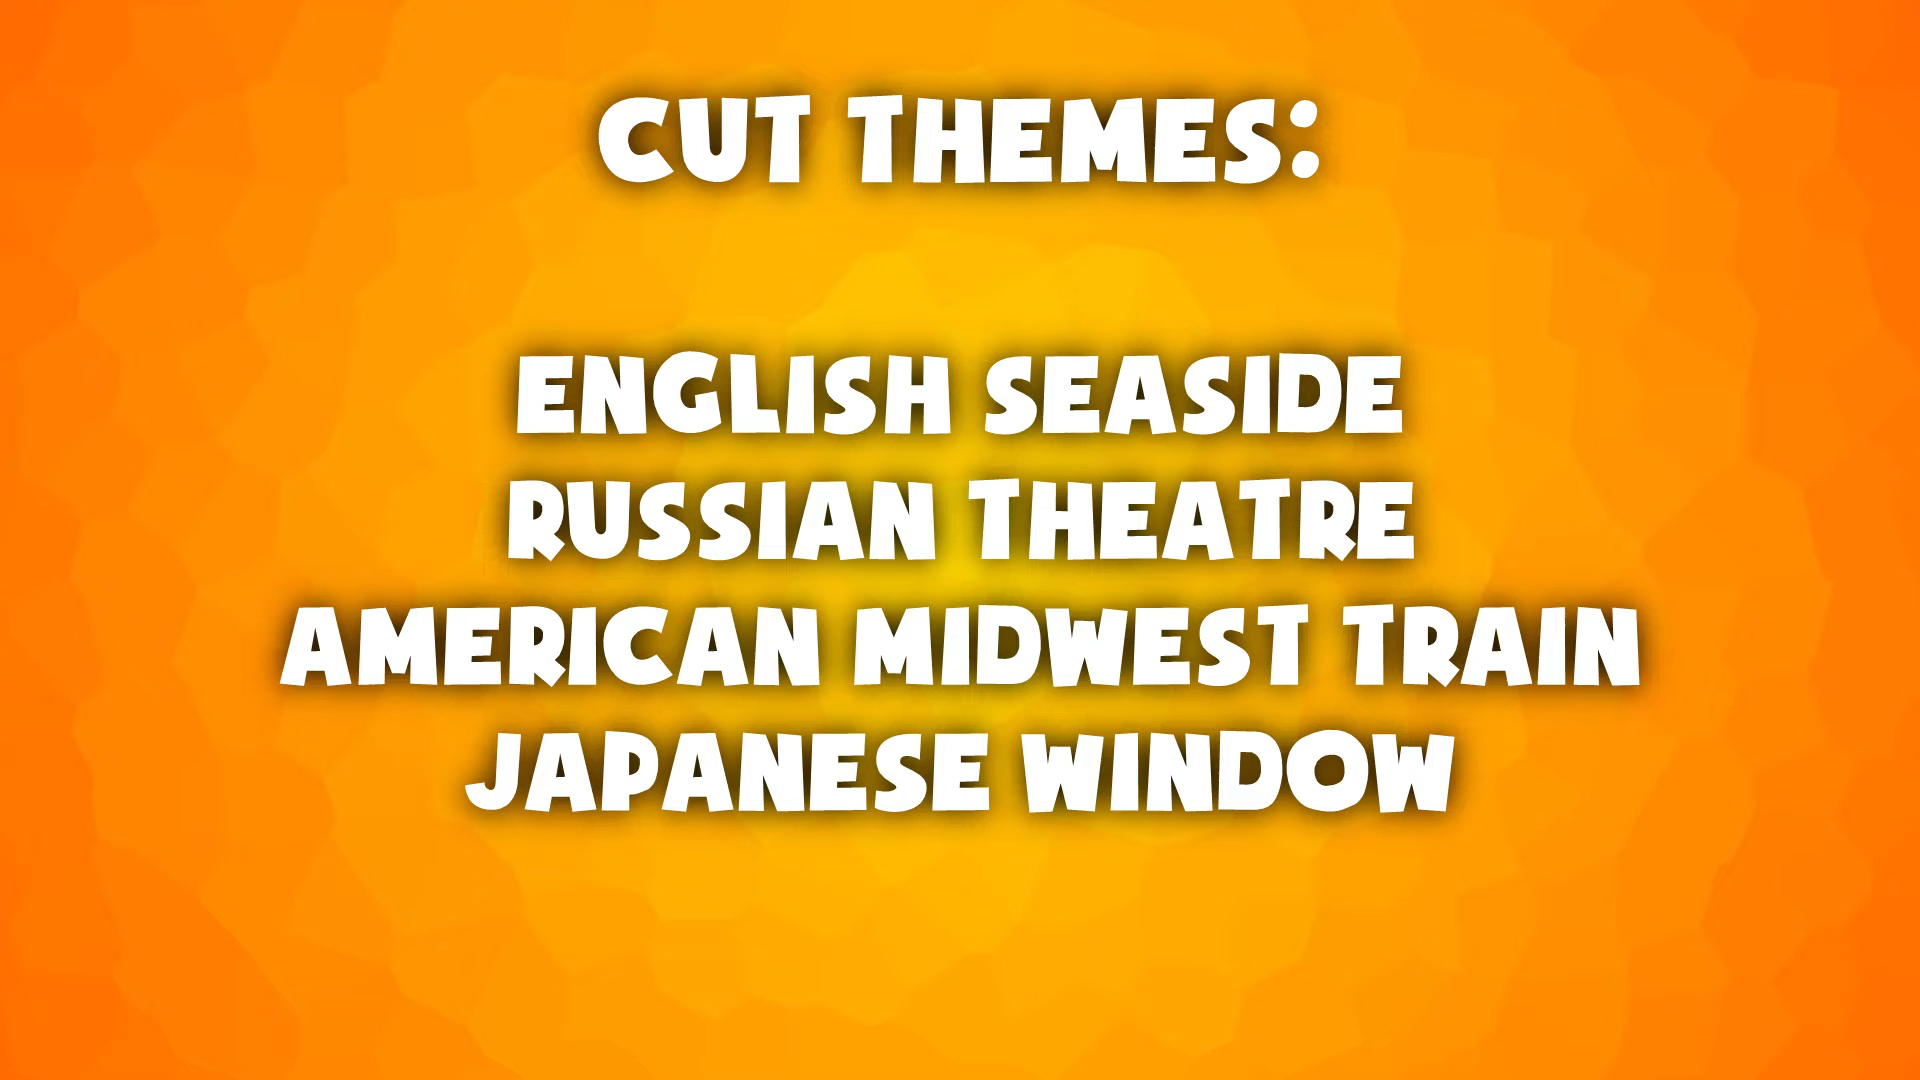 CUT THEMES:
ENGLISH SEASIDE
RUSSIAN THEATRE
AMERICAN MIDWEST TRAIN
JAPANESE WINDOW